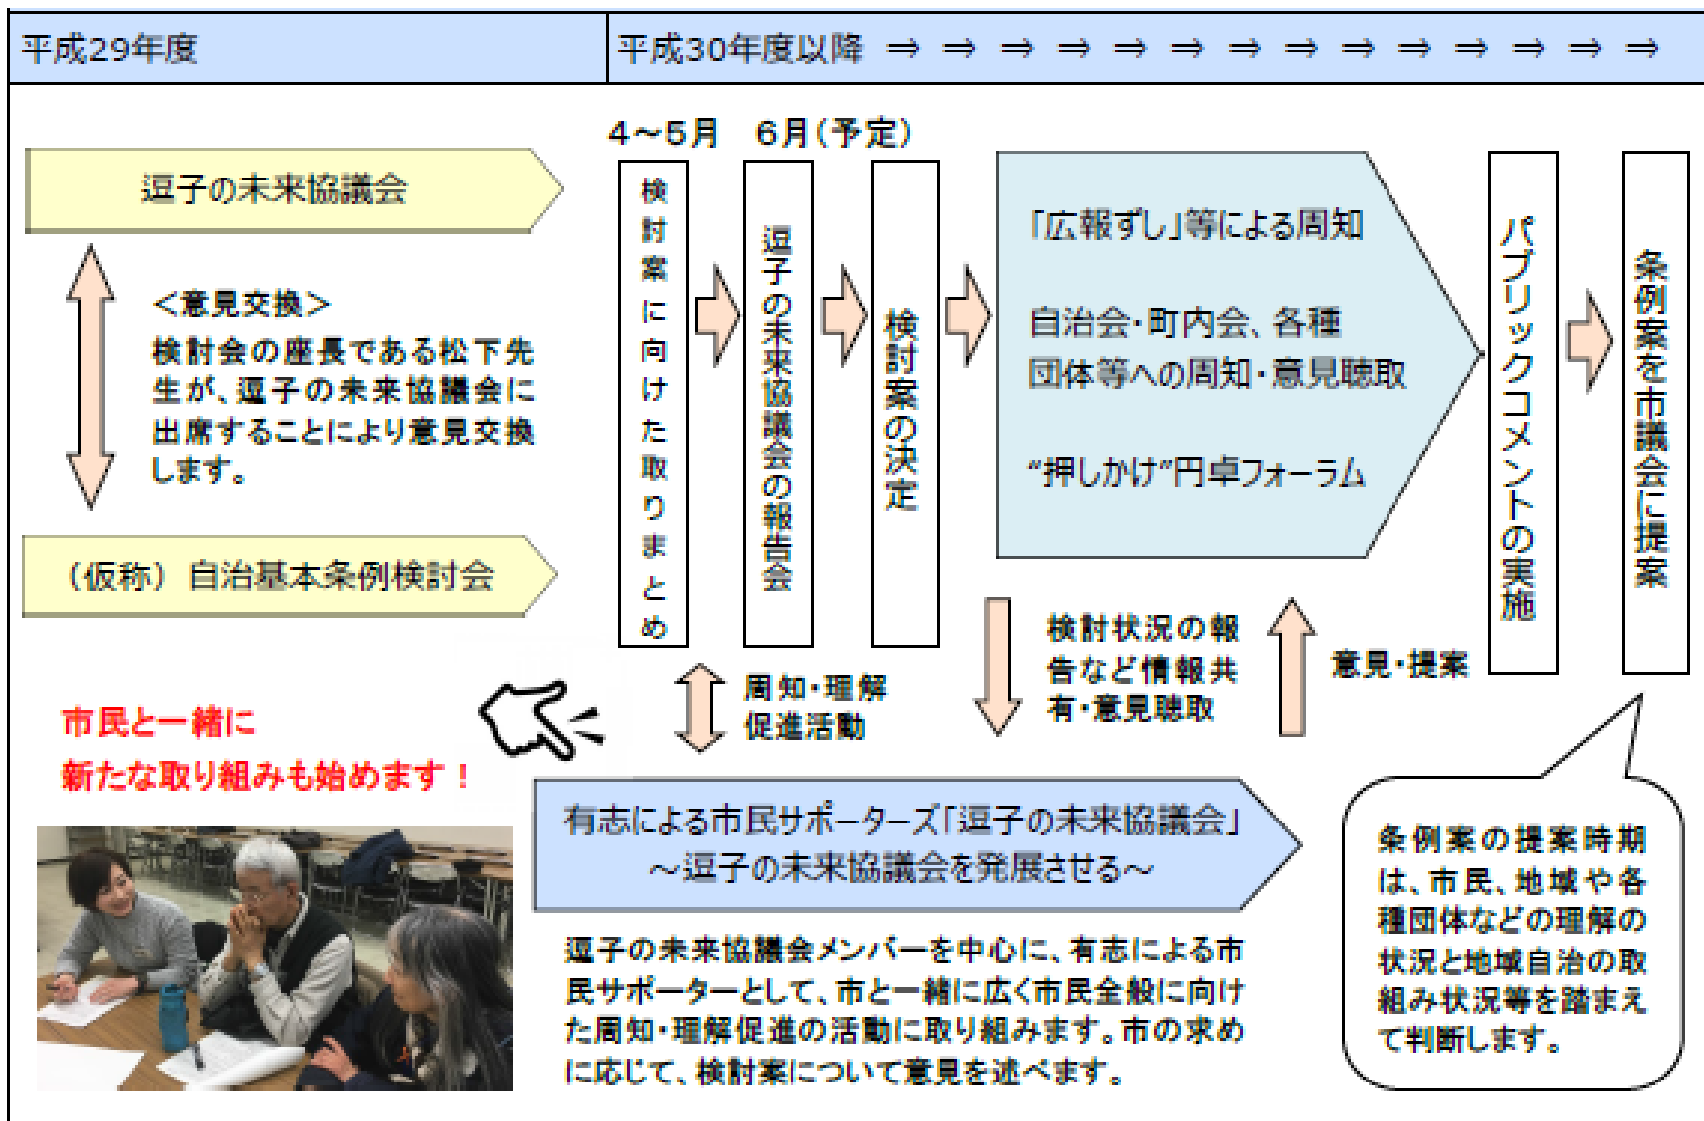 平成29年度
平成30年度以降 ⇒ ⇒ ⇒ ⇒ ⇒ ⇒ ⇒ ⇒ ⇒ ⇒ ⇒ ⇒ ⇒ ⇒
逗子の未来協議会
＜意見交換＞
検討会の座長である松下先
生が、逗子の未来協議会に
出席することにより意見交換
します。
（仮称）自治基本条例検討会
4～5月
6月（予定）
検討案に向けた取りまとめ
逗子の未来協議会の報告会
検討案の決定
「広報ずし」等による周知
自治会・町内会、各種
団体等への周知・意見聴取
“押しかけ”円卓フォーラム
パブリックコメントの実施
条例案を市議会に提案
周知・理解
促進活動
検討状況の報
告など情報共
有・意見聴取
意見・提案
市民と一緒に
新たな取り組みも始めます！
有志による市民サポーターズ「逗子の未来協議会」
～逗子の未来協議会を発展させる～
逗子の未来協議会メンバーを中心に、有志による市
民サポーターとして、市と一緒に広く市民全般に向け
た周知・理解促進の活動に取り組みます。市の求め
に応じて、検討案について意見を述べます。
条例案の提案時期
は、市民、地域や各
種団体などの理解の
状況と地域自治の取
組み状況等を踏まえ
て判断します。